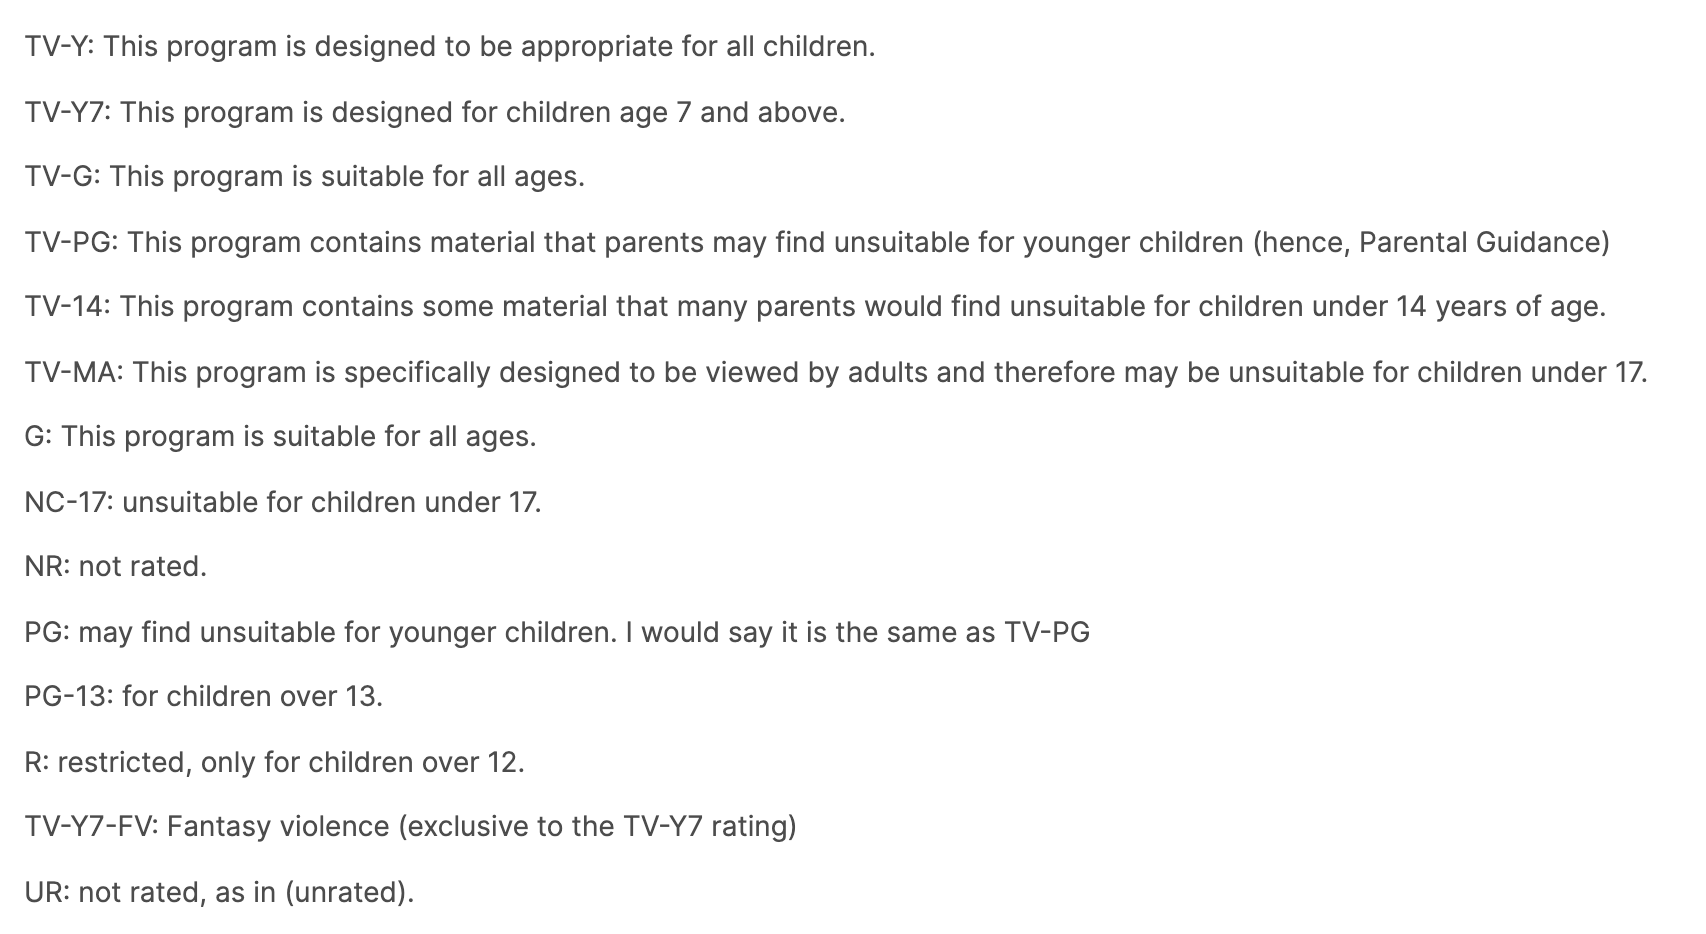 TV-Y: This program is designed to be appropriate for all children.
TV-Y7: This program is designed for children age 7 and above.
TV-G: This program is suitable for all ages.
TV-PG: This program contains material that parents may find unsuitable for younger children (hence, Parental Guidance)
TV-14: This program contains some material that many parents would find unsuitable for children under 14 years of age.
TV-MA: This program is specifically designed to be viewed by adults and therefore may be unsuitable for children under 17.
G: This program is suitable for all ages.
NC-17: unsuitable for children under 17.
NR: not rated.
PG: may find unsuitable for younger children. I would say it is the same as TV-PG
PG-13: for children over 13.
R: restricted, only for children over 12.
TV-Y7-FV: Fantasy violence (exclusive to the TV-Y7 rating)
UR: not rated, as in (unrated).